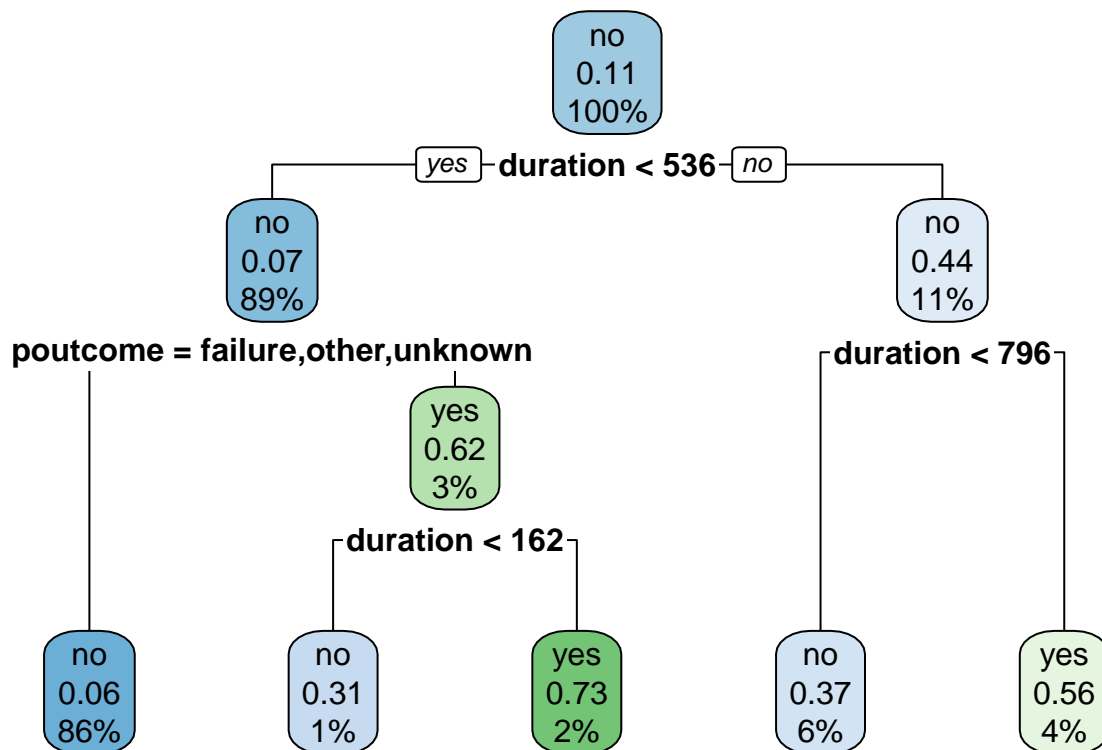 no
0.11
100%
yes duration < 536 no
no
0.07
89%
no
0.44
11%
poutcome = failure,other,unknown
duration < 796
yes
0.62
3%
duration < 162
no
0.06
86%
no
0.31
1%
yes
0.73
2%
no
0.37
6%
yes
0.56
4%